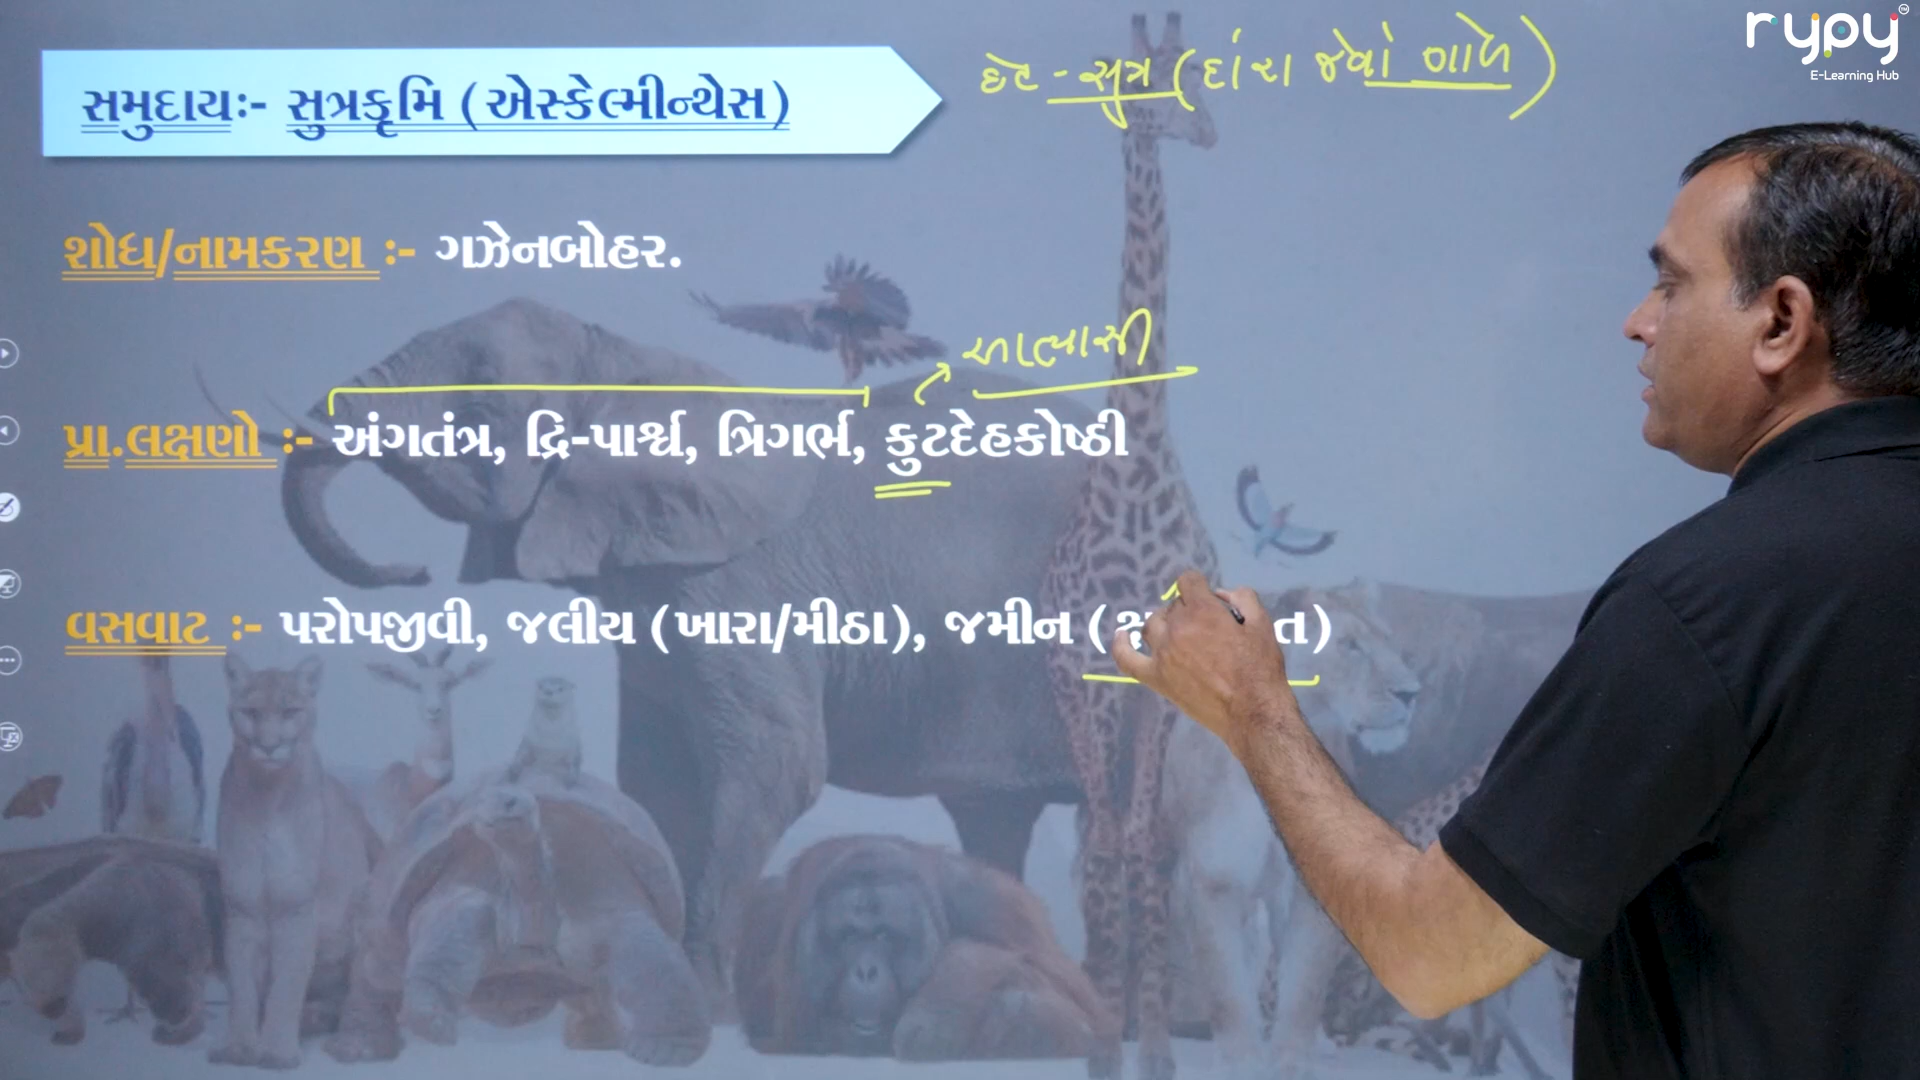 rypy
E-Learning Hub
સમુદાયઃ- સુત્રકૃમિ (એસ્કેલ્મીન્થેસ)
સુત્ર (દોરા જેવાં
શોધ/નામકરણ ઃ- ગઝેનબોહર.
પ્રા.લક્ષણો ઃ- અંગતંત્ર, દ્રિ-પાર્શ્વ, ત્રિગર્ભ, કુટદેહકોષ્ઠી
વસવાટ ઃ- પરોપજીવી, જલીય (ખારા/મીઠા), જમીન (